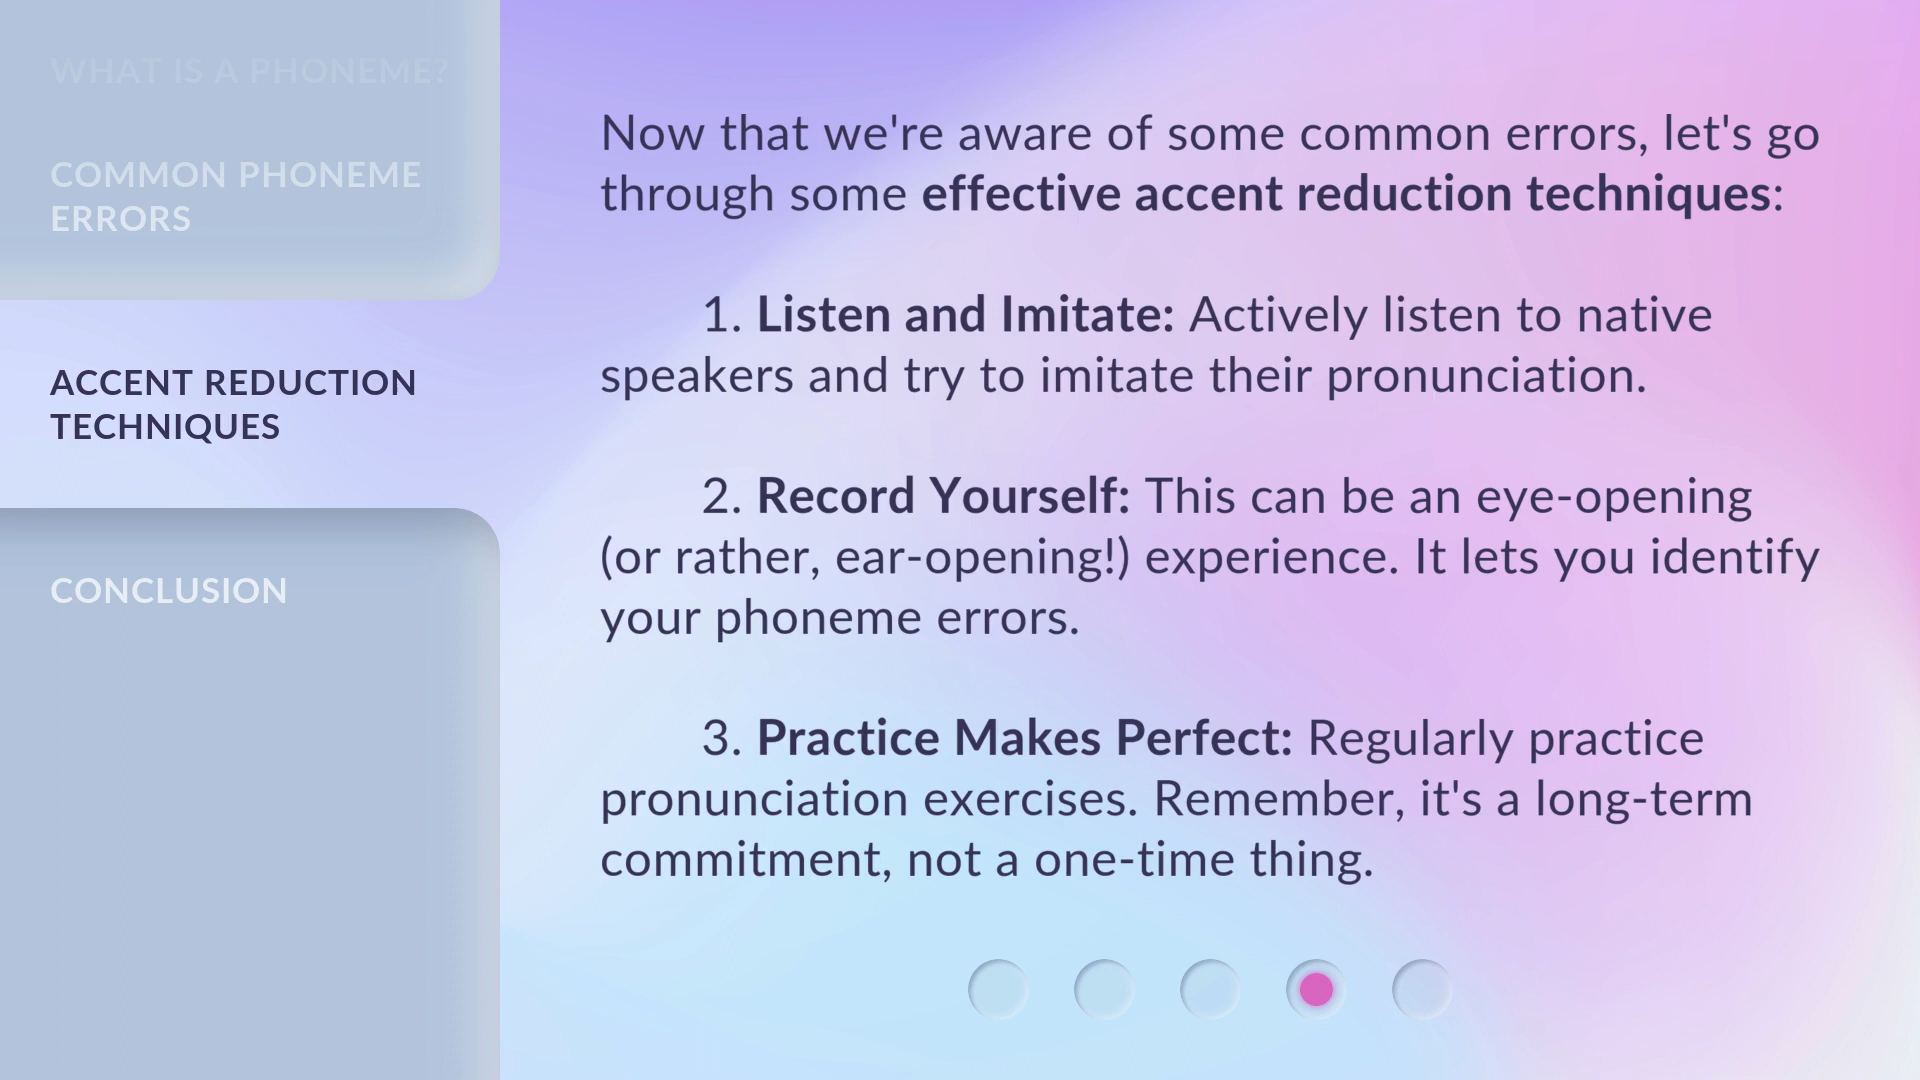 WHAT IS A PHONEME?
COMMON PHONEME
ERRORS
ACCENT REDUCTION
TECHNIQUES
CONCLUSION
Now that we're aware of some common errors, let's go
through some effective accent reduction techniques:
1. Listen and Imitate: Actively listen to native
speakers and try to imitate their pronunciation.
2. Record Yourself: This can be an eye-opening
(or rather, ear-opening!) experience. It lets you identify
your phoneme errors.
3. Practice Makes Perfect: Regularly practice
pronunciation exercises. Remember, it's a long-term
commitment, not a one-time thing.